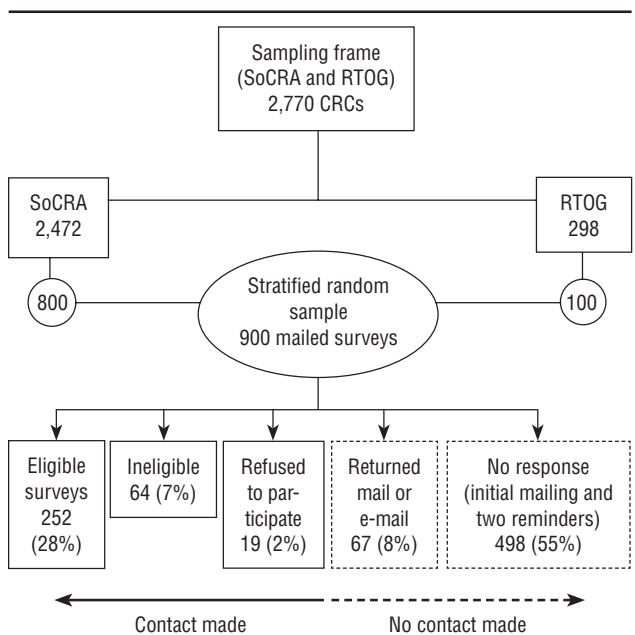 Sampling frame
(SoCRA and RTOG)
2,770 CRCs
SoCRA
2,472
RTOG
298
800
Stratified random
sample
900 mailed surveys
100
Eligible
surveys
252
(28%)
Ineligible
64 (7%)
Refused
to par-
ticipate
19 (2%)
Returned
mail or
e-mail
67 (8%)
No response
(initial mailing and
two reminders)
498 (55%)
Contact made
No contact made